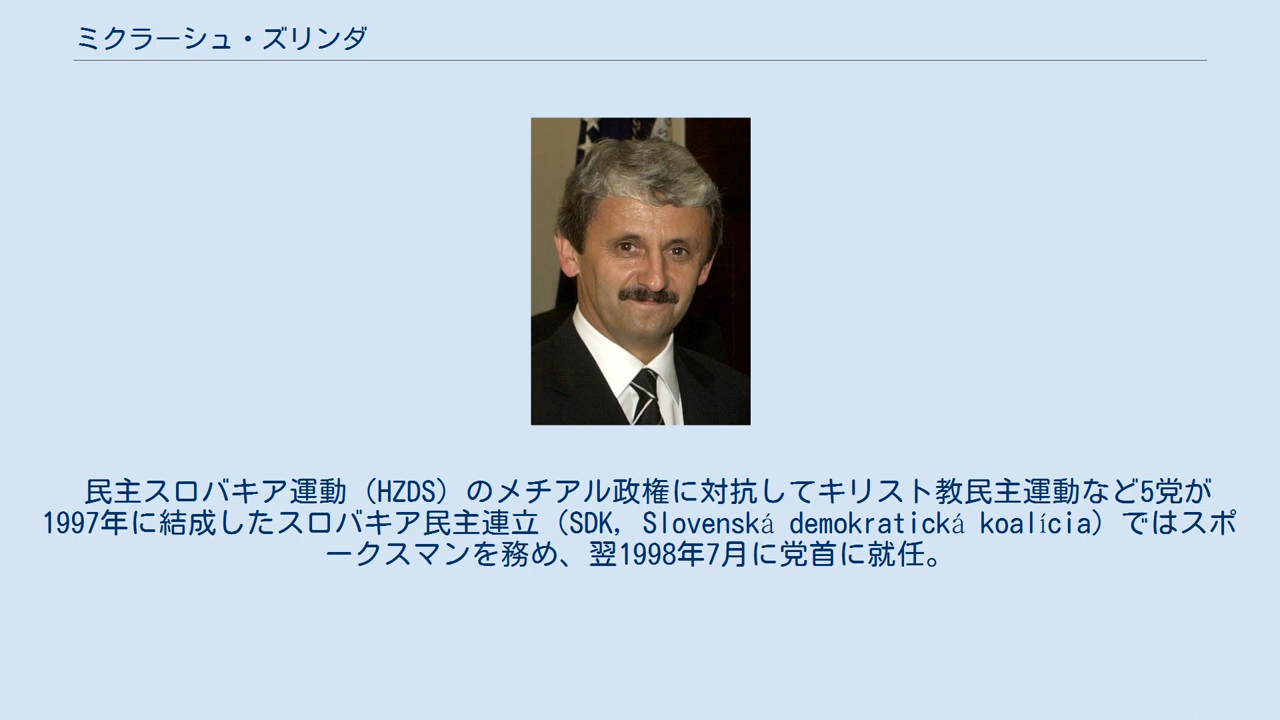 ミクラーシュ・ズリンダ
民主スロバキア運動（HZDS）のメチアル政権に対抗してキリスト教民主運動など5党が
1997年に結成したスロバキア民主連立（SDK, Slovenská demokratická koalícia）ではスポ
ークスマンを務め、翌1998年7月に党首に就任。